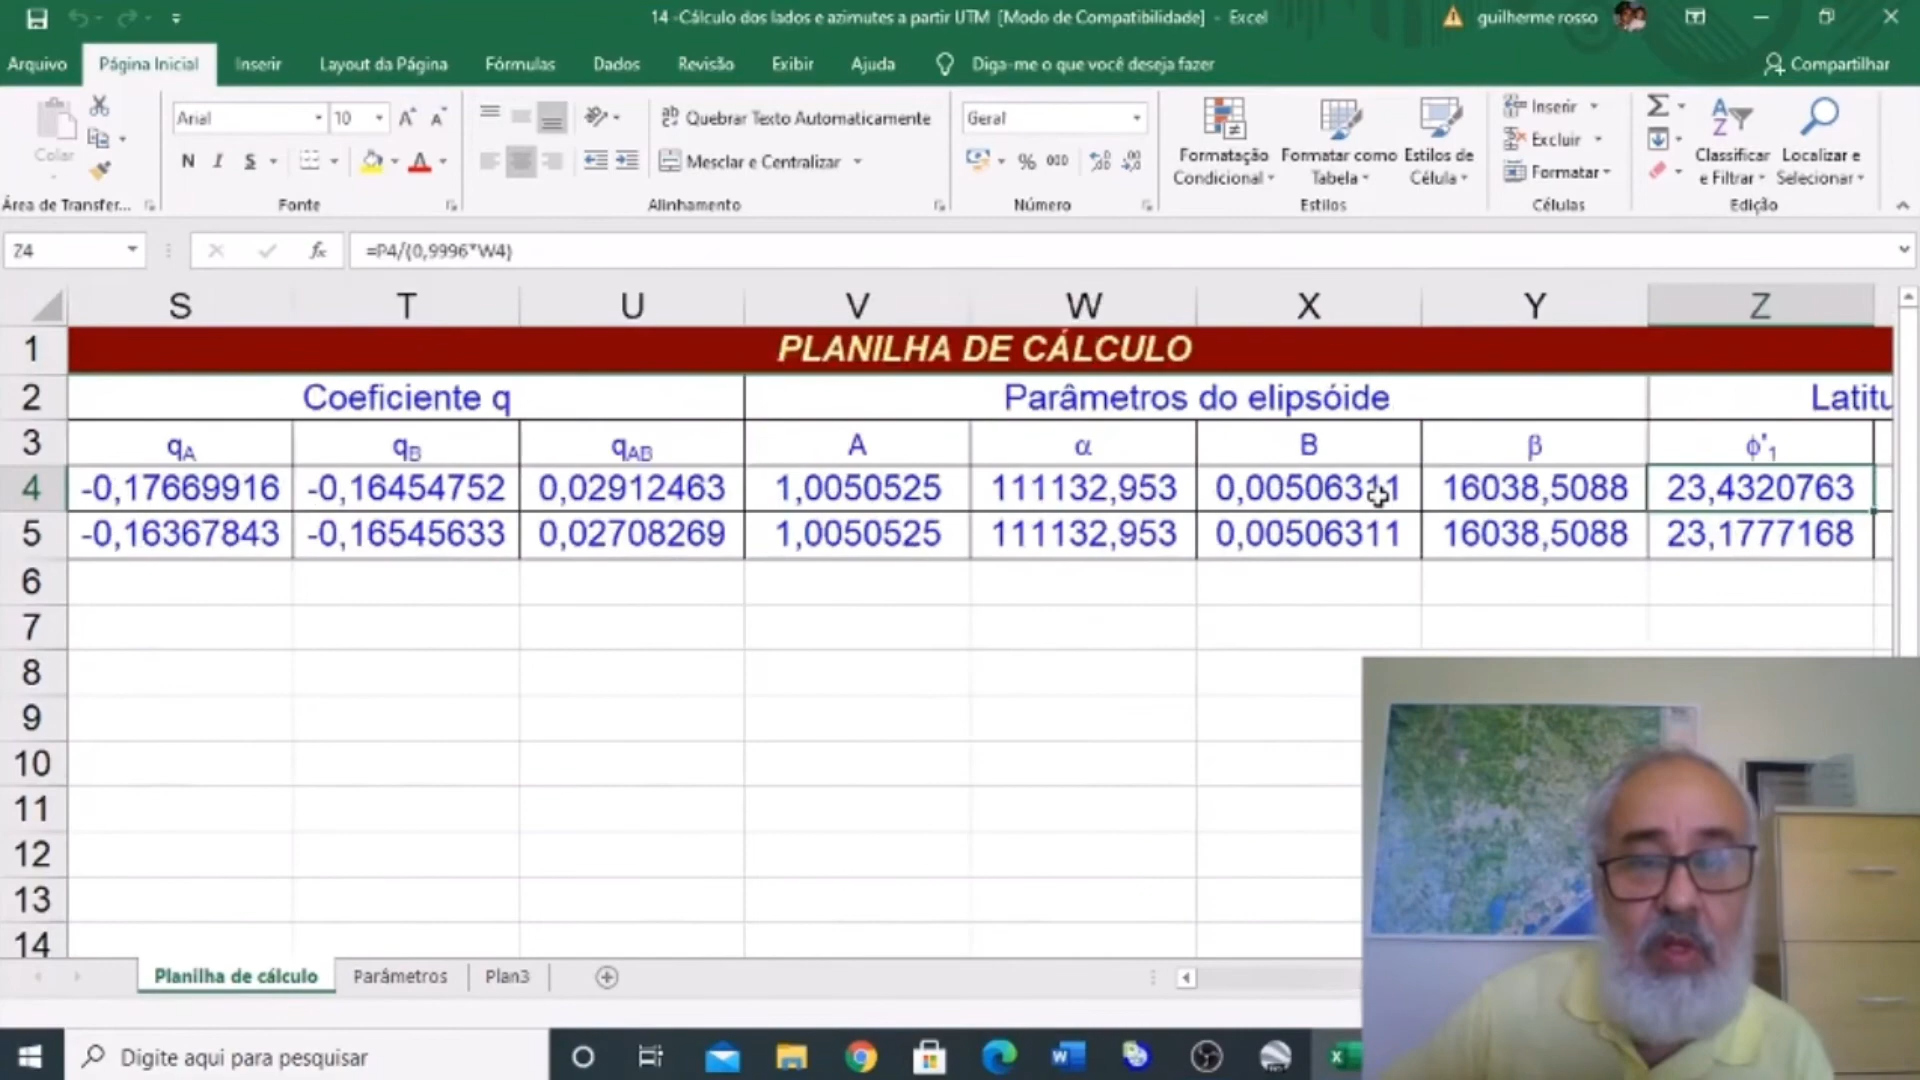 14 -Cálculo dos lados e azimutes a partir UTM [Modo de Compatibilidade] - Excel
guilherme rosso
Arquivo Página Inicial Inserir Layout da Página Fórmulas Dados Revisão Exibir Ajuda Diga-me o que você deseja fazer Compartilhar
Colar
Arial 10
N I S
Quebrar Texto Automaticamente
Mesclar e Centralizar
Geral
% 000
Formatação Condicional
Formatar como Tabela
Estilos de Célula
Inserir
Excluir
Formatar
Classificar e Filtrar
Localizar e Selecionar
Área de Transfer... Fonte Alinhamento Número Estilos Células Edição
Z4 fx =P4/(0,9996*W4)
S T U V W X Y Z
1 PLANILHA DE CÁLCULO
2 Coeficiente q Parâmetros do elipsóide Latitu
3 qA qB qAB A α B β ϕ'1
4 -0,17669916 -0,16454752 0,02912463 1,0050525 111132,953 0,00506311 16038,5088 23,4320763
5 -0,16367843 -0,16545633 0,02708269 1,0050525 111132,953 0,00506311 16038,5088 23,1777168
6
7
8
9
10
11
12
13
14
Planilha de cálculo Parâmetros Plan3
Digite aqui para pesquisar